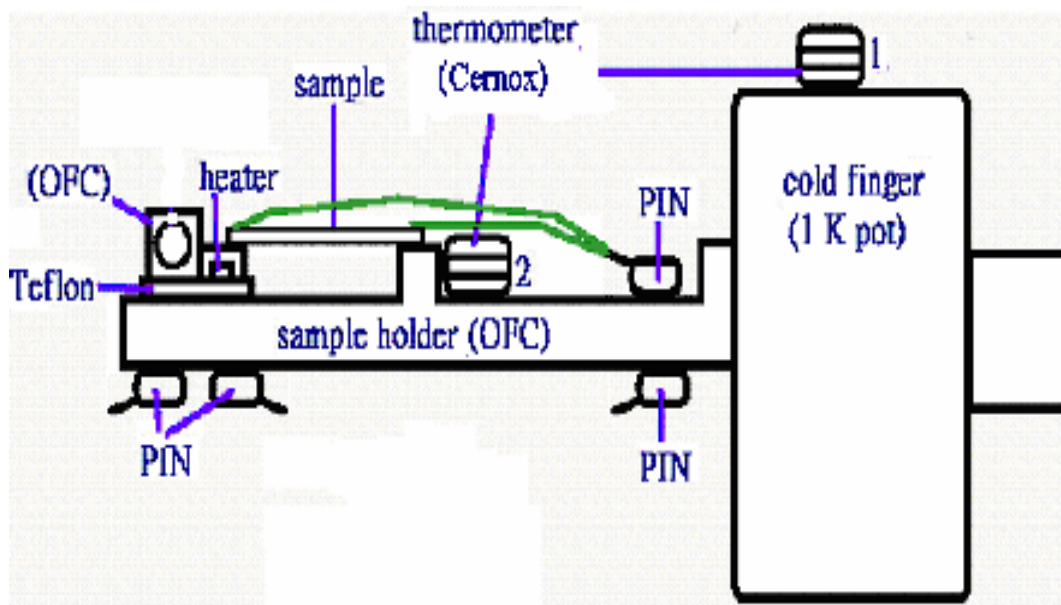 thermometer
(Cernox)
1
sample
(OFC)
heater
PIN
cold finger
(1 K pot)
Teflon
2
sample holder (OFC)
PIN
PIN